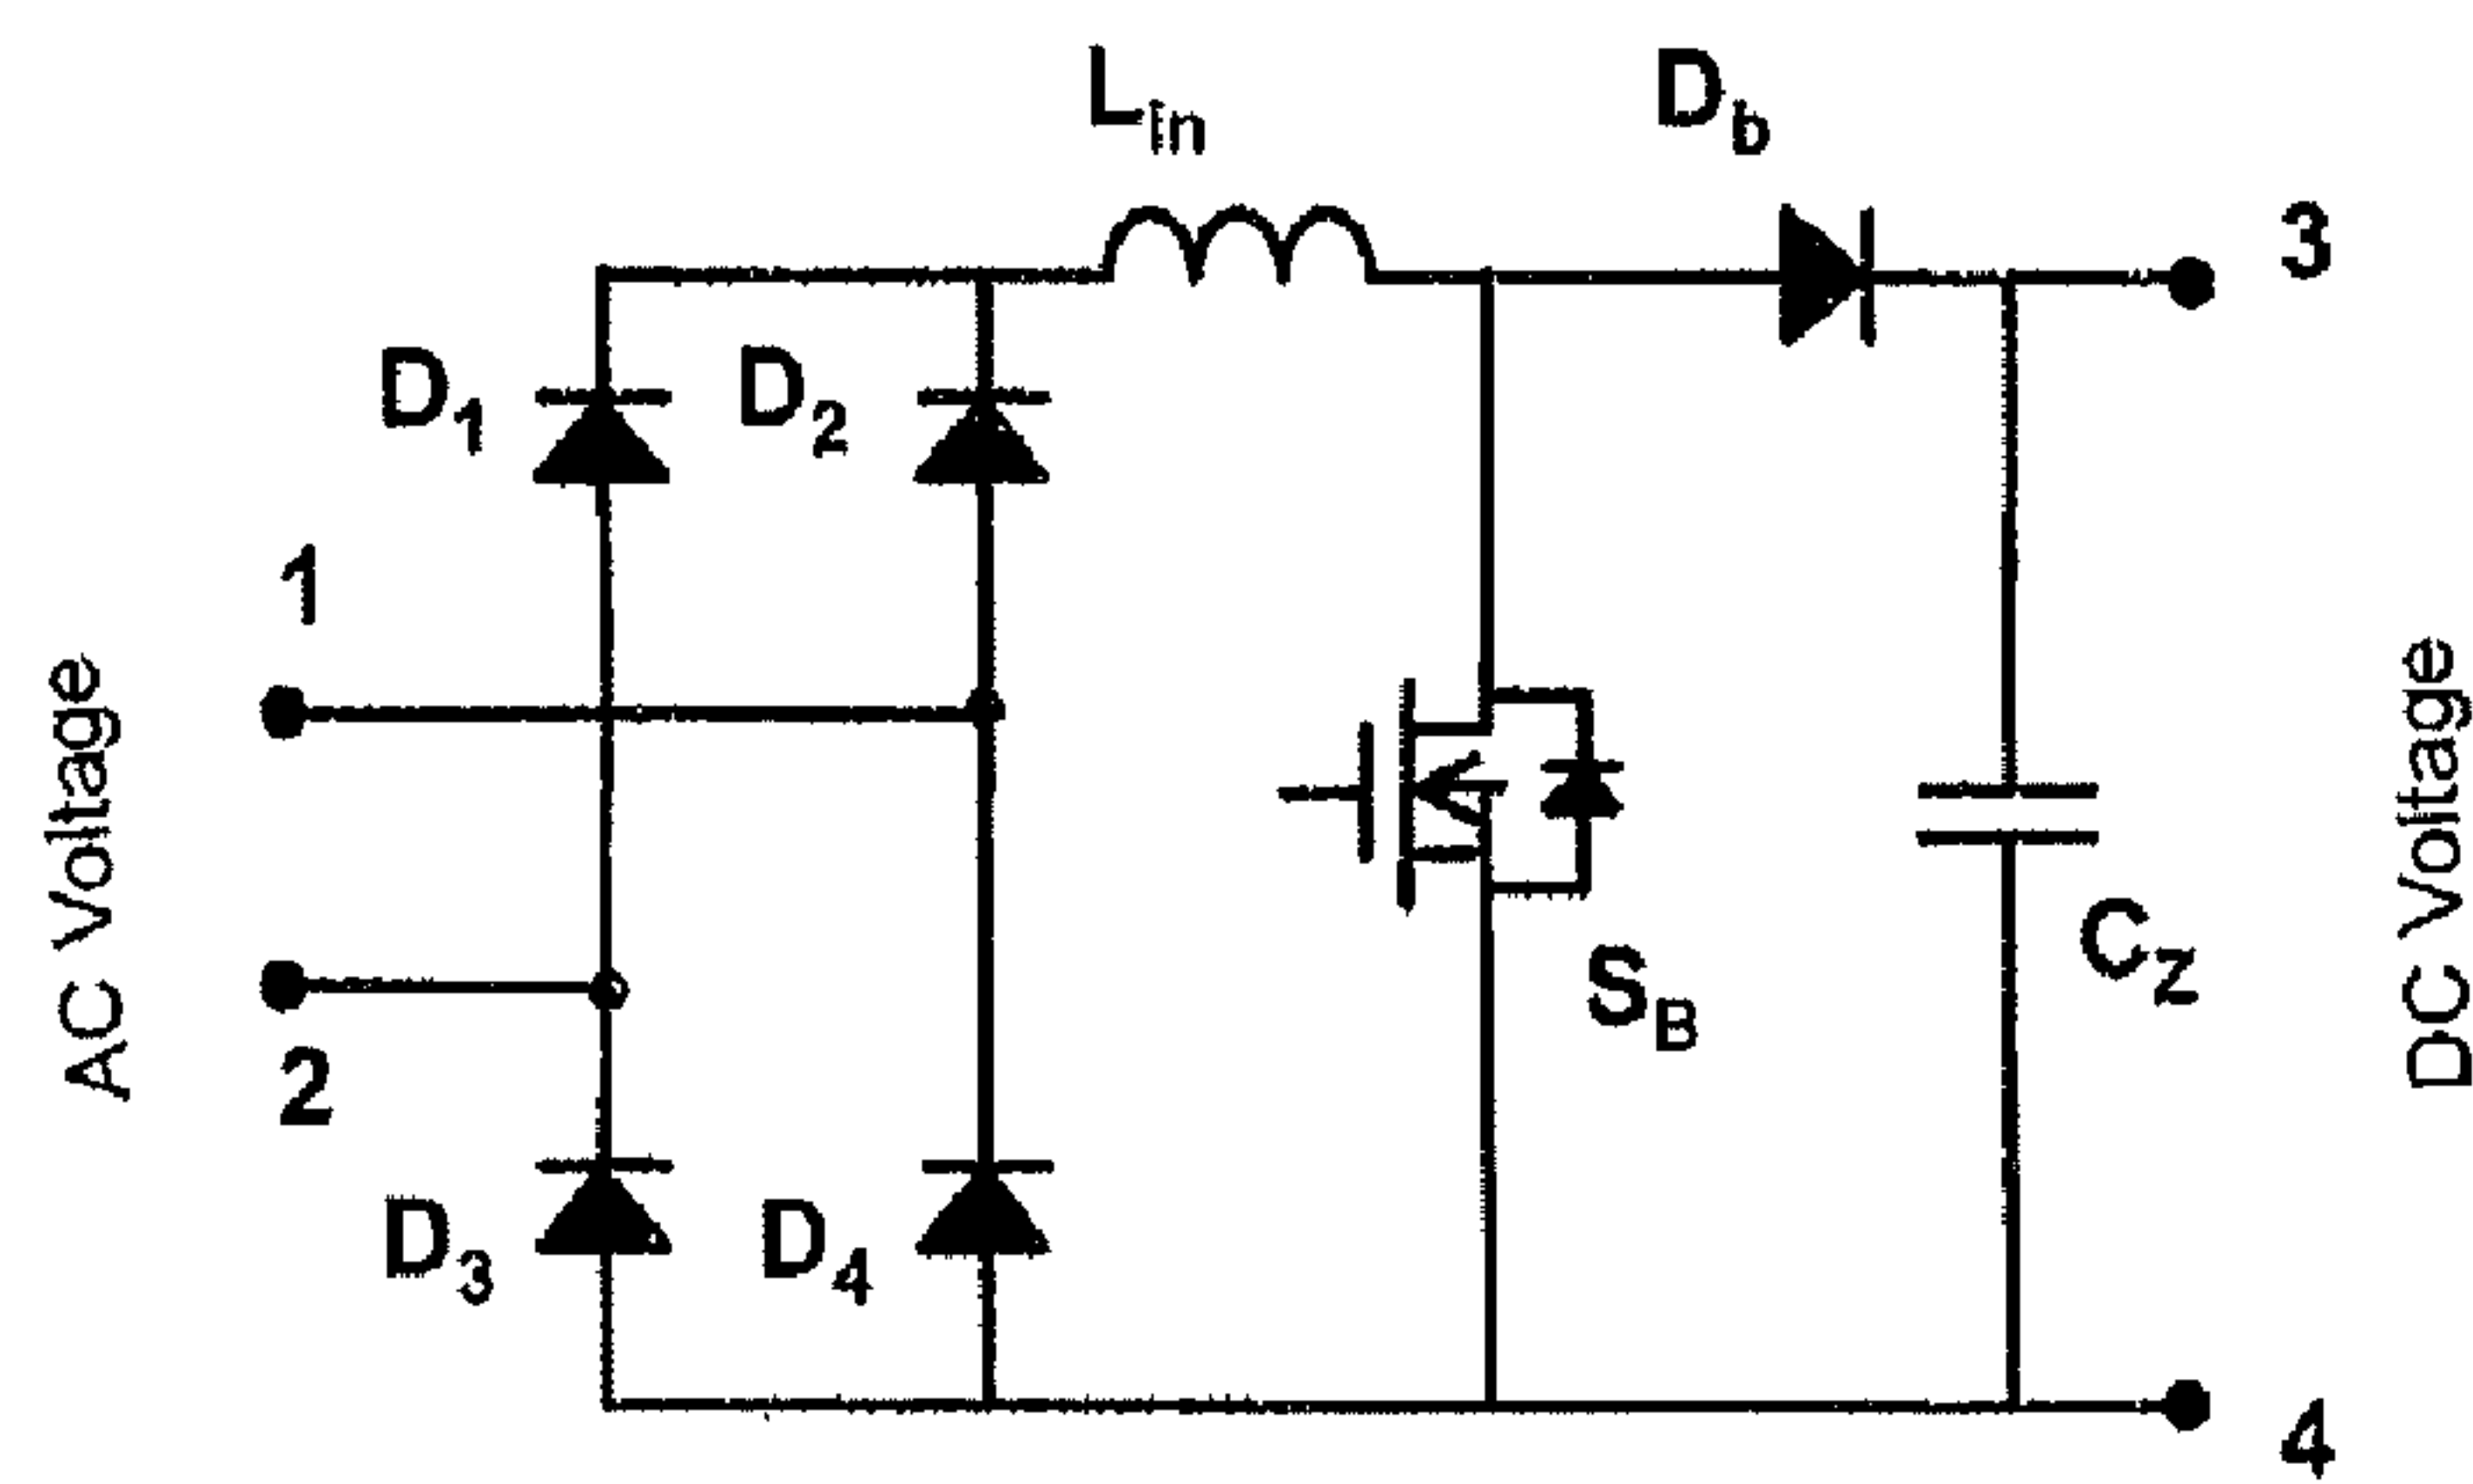 L_in
D_b
3
D_1
D_2
1
AC Voltage
DC Voltage
2
S_B
C_Z
D_3
D_4
4